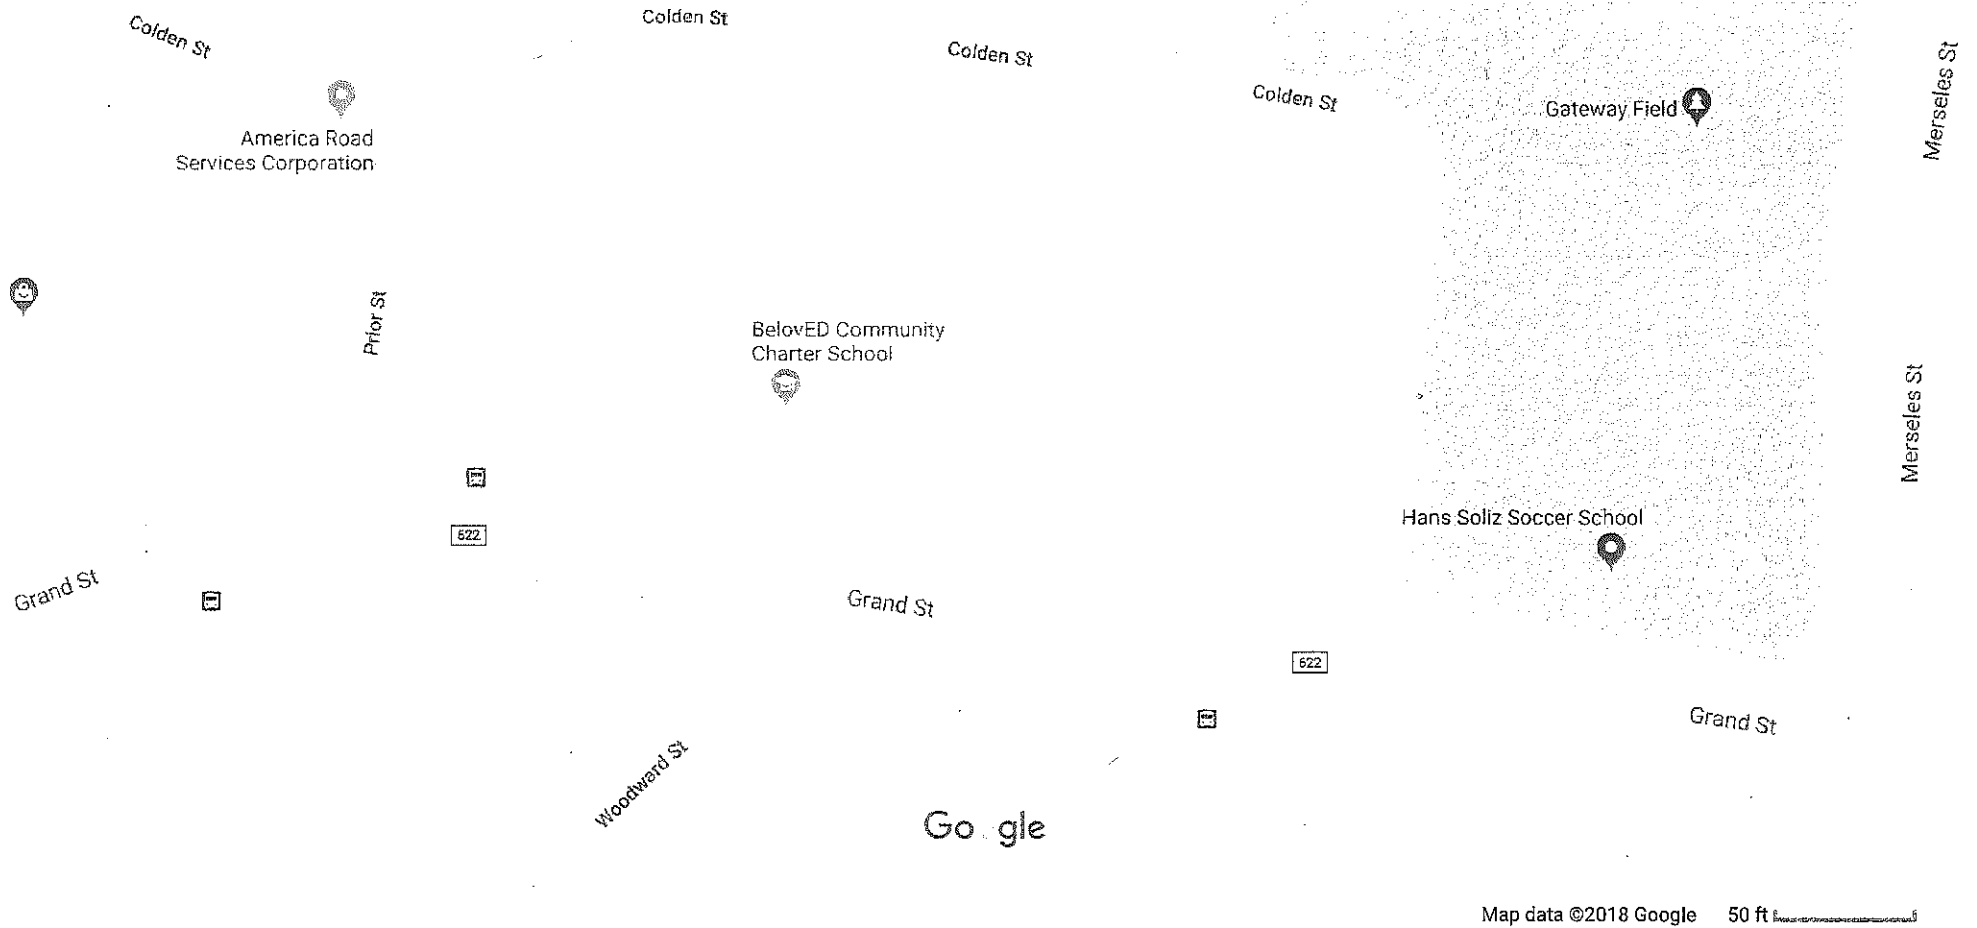 Colden St
Colden St
Colden St
Colden St
Merseles St
Gateway Field
America Road
Services Corporation
Prior St
BelovED Community
Charter School
Merseles St
Hans Soliz Soccer School
622
Grand St
Grand St
622
Grand St
Woodward St
Go gle
Map data ©2018 Google
50 ft